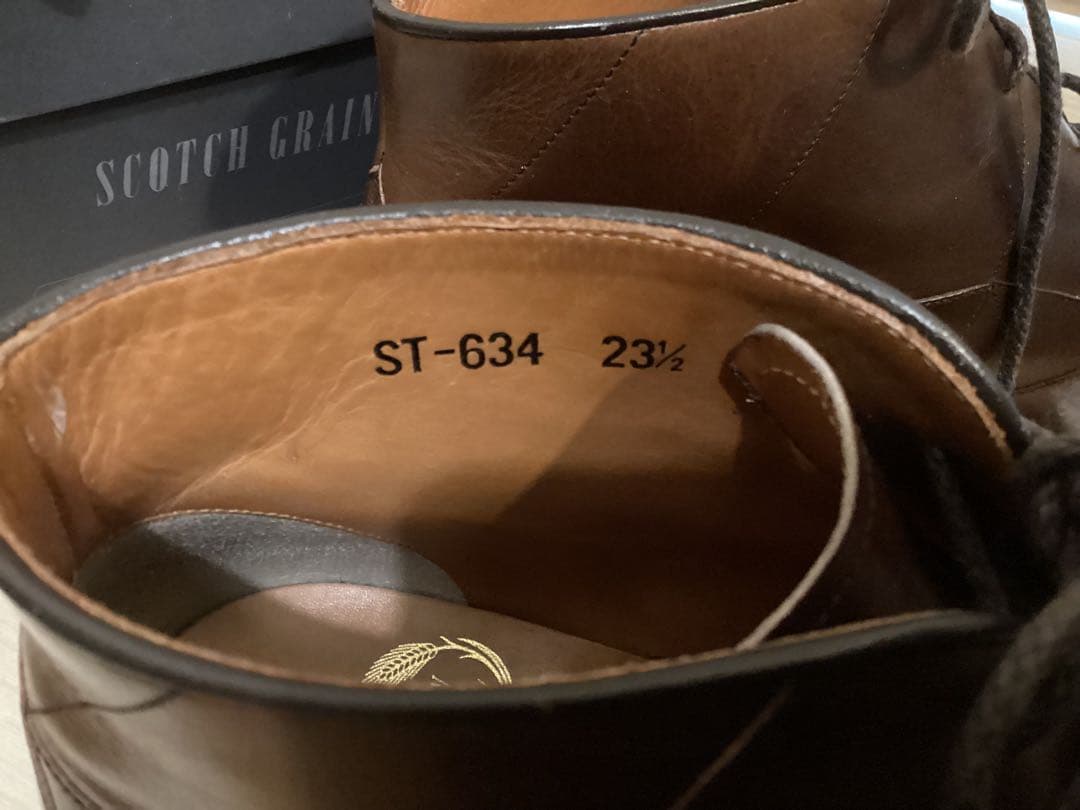 SCOTCH GRAIN
ST-634 23½